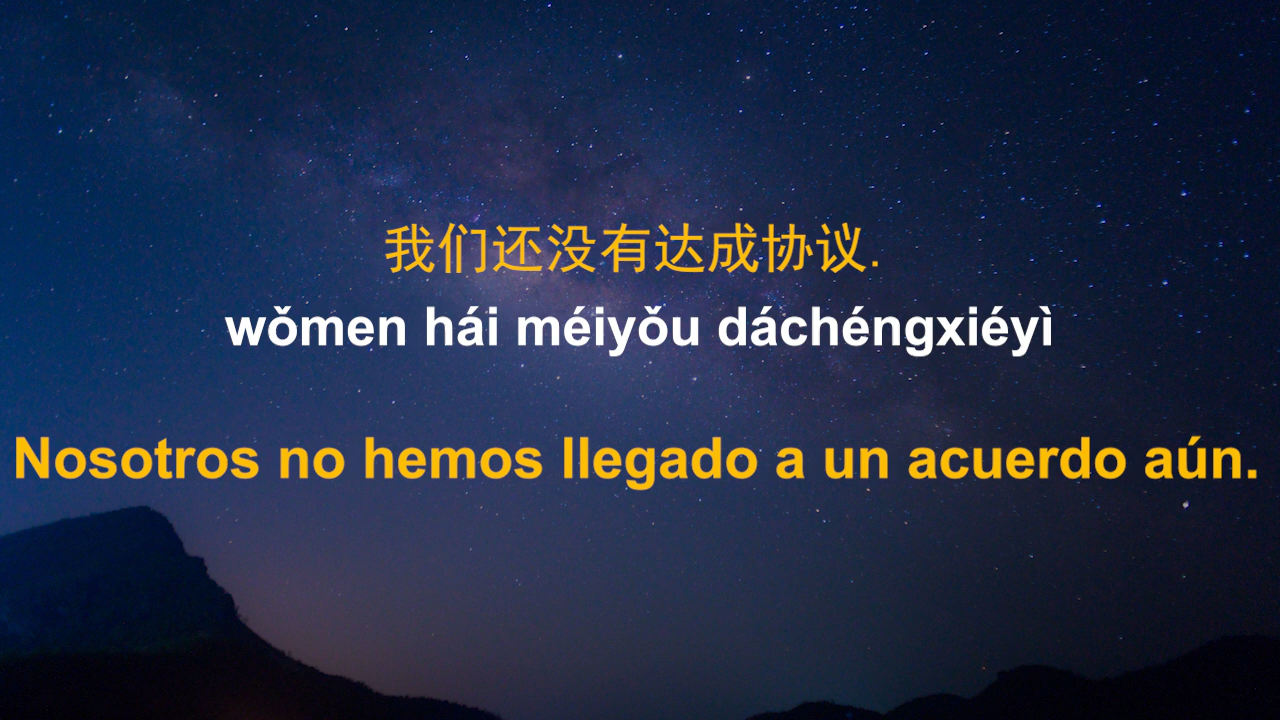 我们还没有达成协议.
wǒmen hái méiyǒu dáchéngxiéyì
Nosotros no hemos llegado a un acuerdo aún.